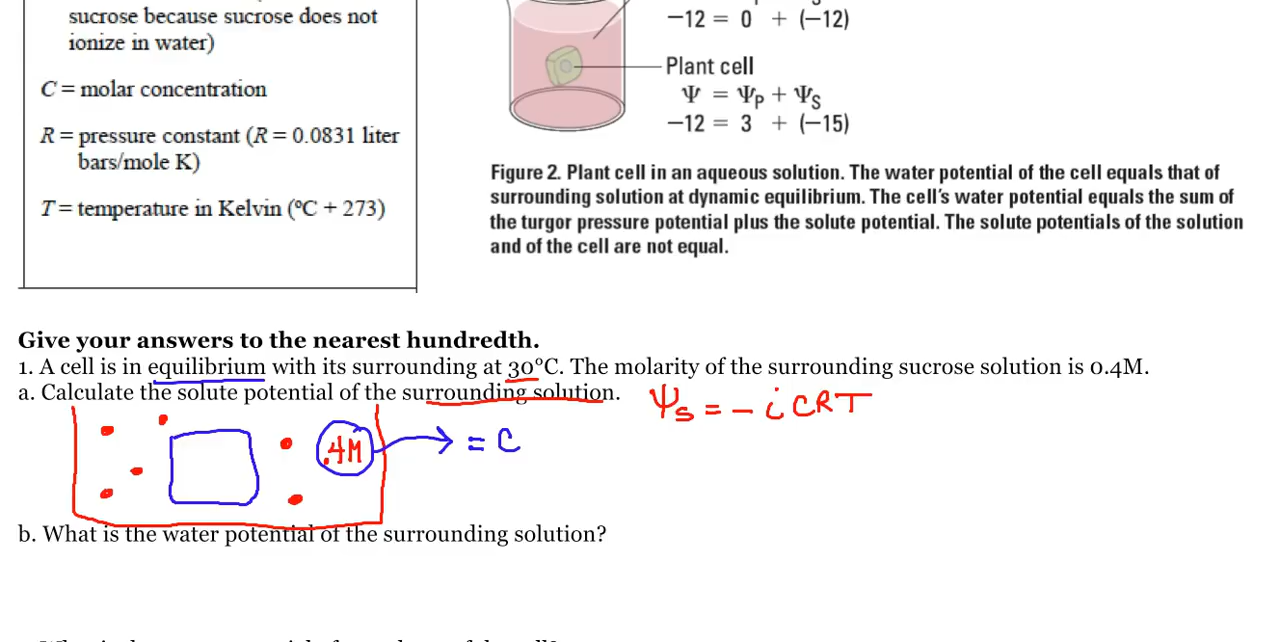 sucrose because sucrose does not
ionize in water)
C = molar concentration
R = pressure constant (R = 0.0831 liter
bars/mole K)
T = temperature in Kelvin (ºC + 273)
−12 = 0 + (−12)
Plant cell
Ψ = Ψp + Ψs
−12 = 3 + (−15)
Figure 2. Plant cell in an aqueous solution. The water potential of the cell equals that of
surrounding solution at dynamic equilibrium. The cell's water potential equals the sum of
the turgor pressure potential plus the solute potential. The solute potentials of the solution
and of the cell are not equal.
Give your answers to the nearest hundredth.
1. A cell is in equilibrium with its surrounding at 30°C. The molarity of the surrounding sucrose solution is 0.4M.
a. Calculate the solute potential of the surrounding solution. Ψs = - iCRT
.4M = C
b. What is the water potential of the surrounding solution?